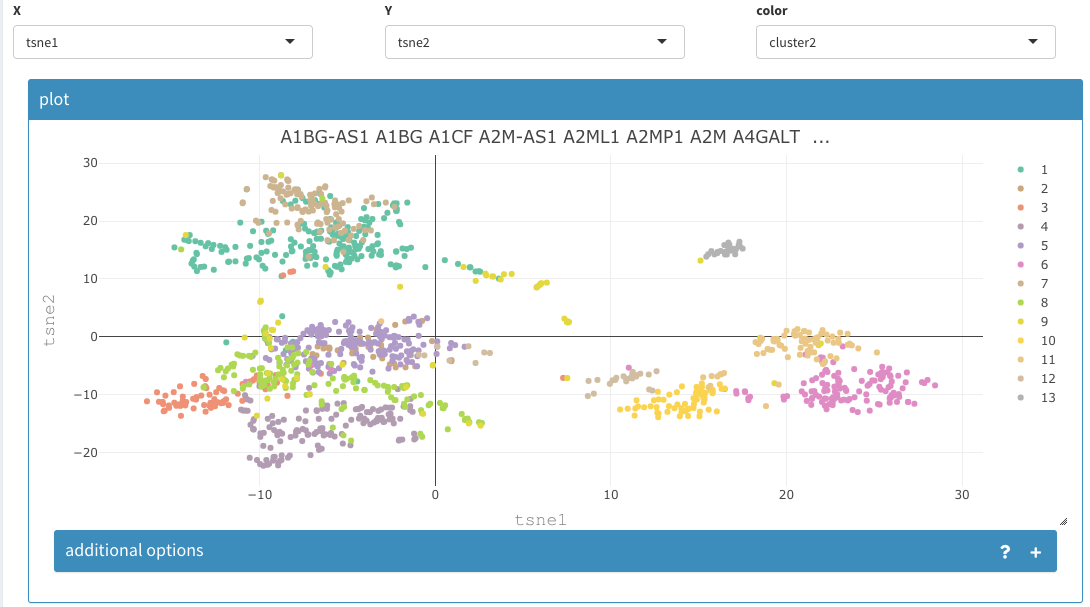 X Y color
tsne1 tsne2 cluster2
plot
A1BG-AS1 A1BG A1CF A2M-AS1 A2ML1 A2MP1 A2M A4GALT ...
30
20
10
0
−10
−20
tsne2
−10 0 10 20 30
tsne1
1
2
3
4
5
6
7
8
9
10
11
12
13
additional options ? +